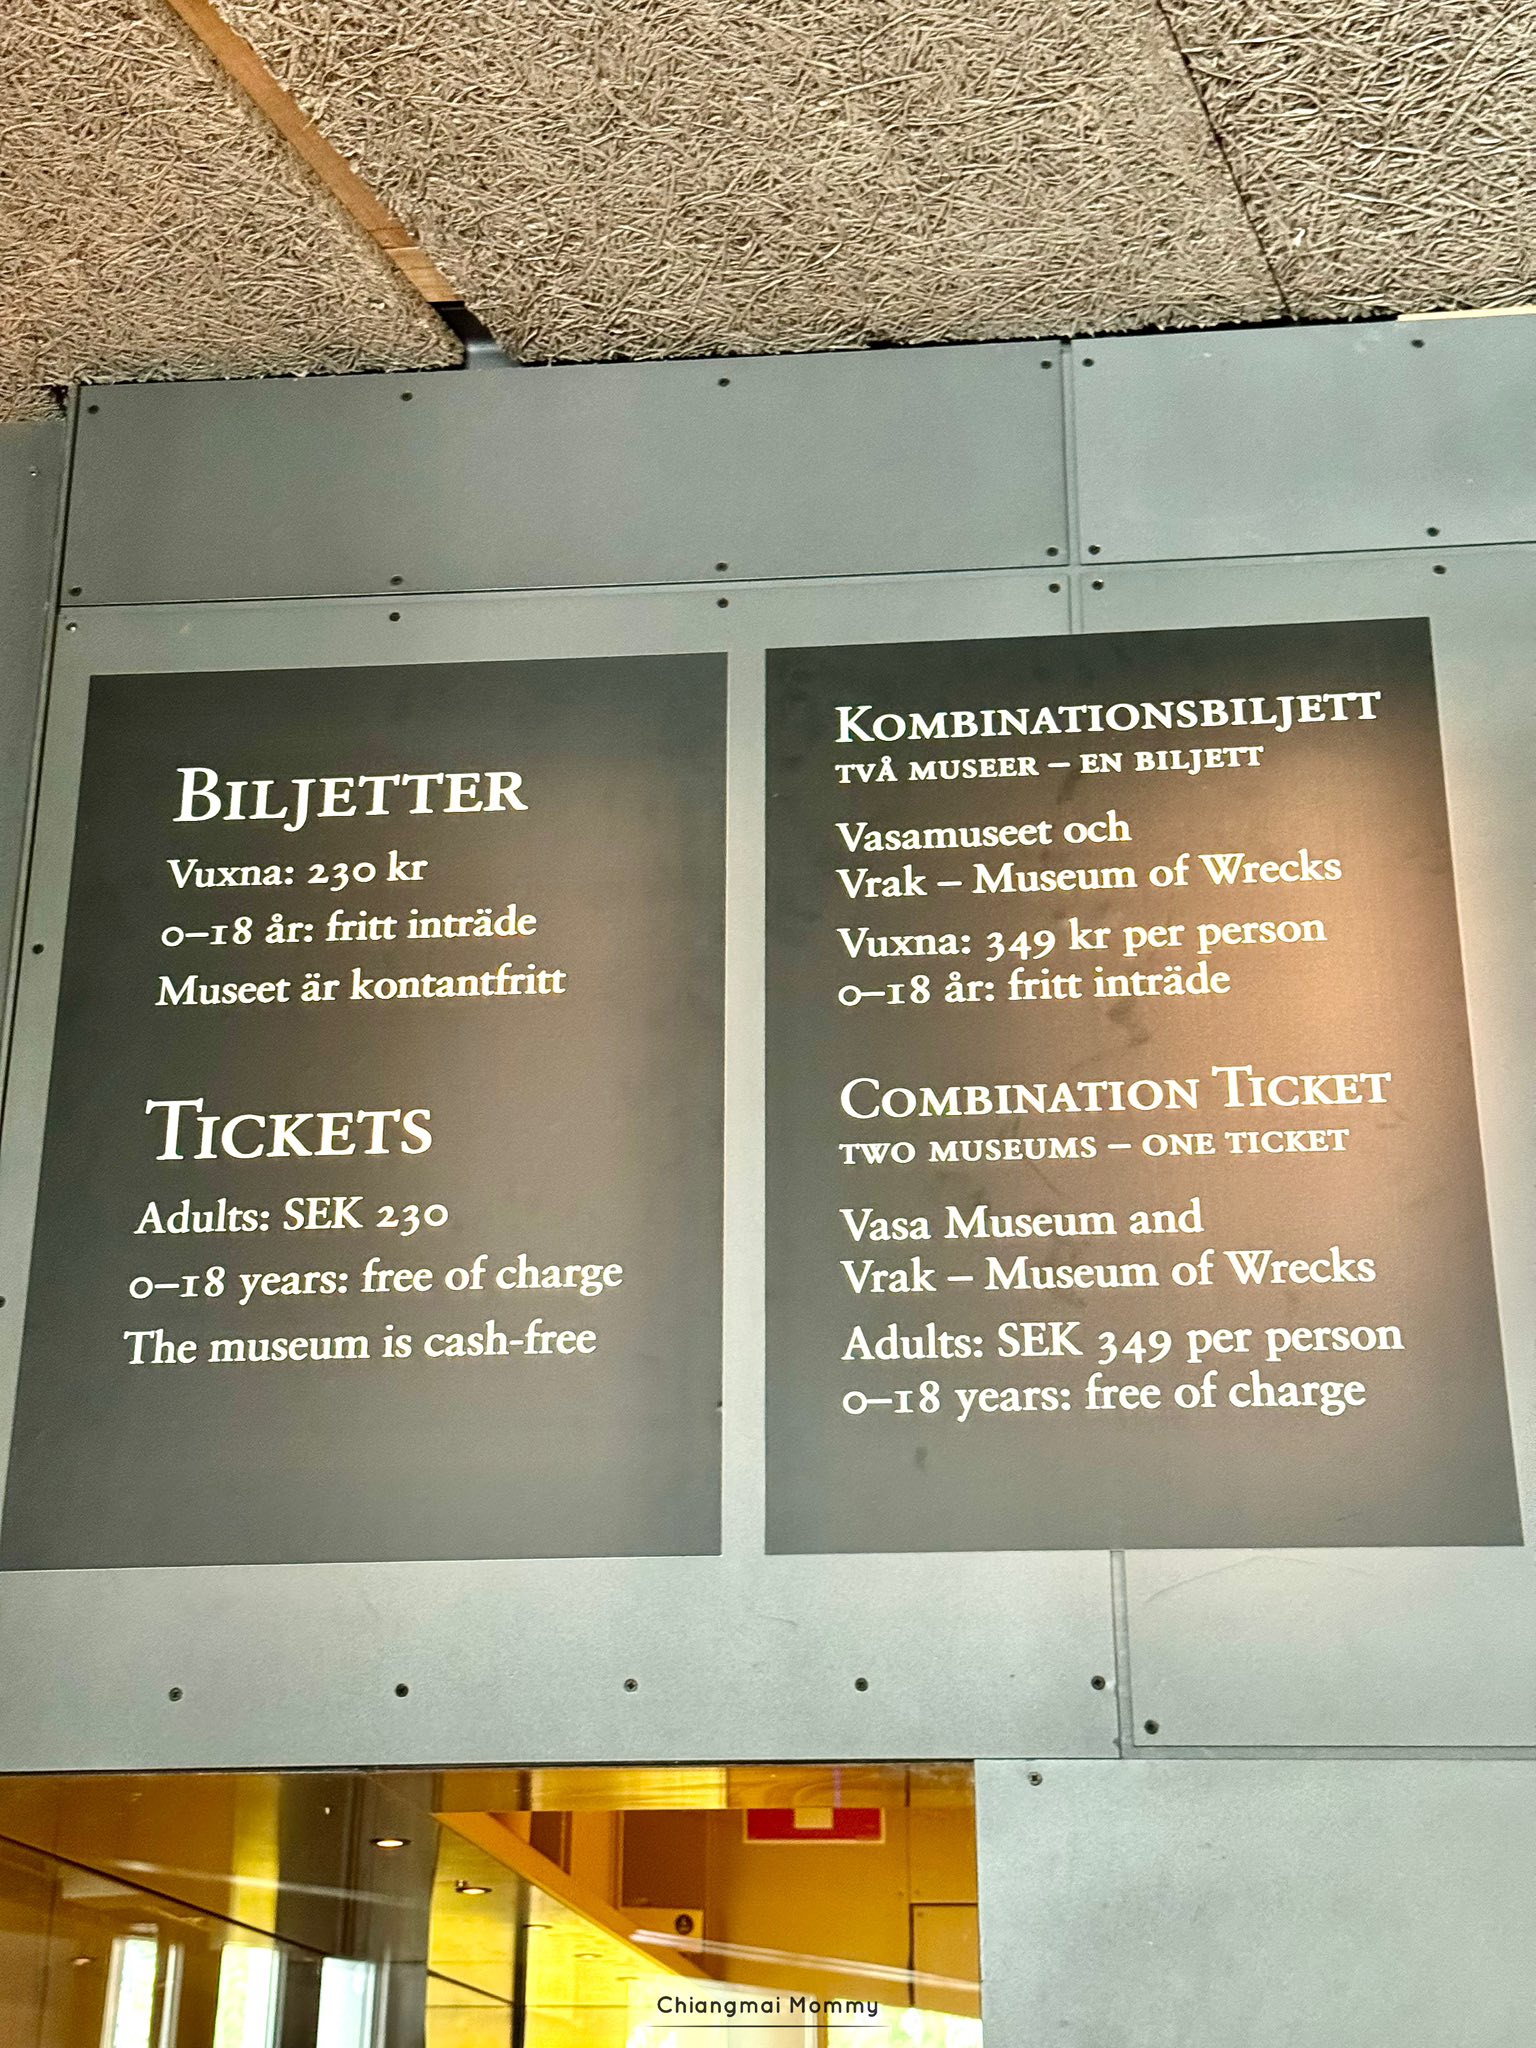 BILJETTER
Vuxna: 230 kr
0–18 år: fritt inträde
Museet är kontantfritt
TICKETS
Adults: SEK 230
0–18 years: free of charge
The museum is cash-free
KOMBINATIONSBILJETT
TVÅ MUSEER – EN BILJETT
Vasamuseet och
Vrak – Museum of Wrecks
Vuxna: 349 kr per person
0–18 år: fritt inträde
COMBINATION TICKET
TWO MUSEUMS – ONE TICKET
Vasa Museum and
Vrak – Museum of Wrecks
Adults: SEK 349 per person
0–18 years: free of charge
Chiangmai Mommy